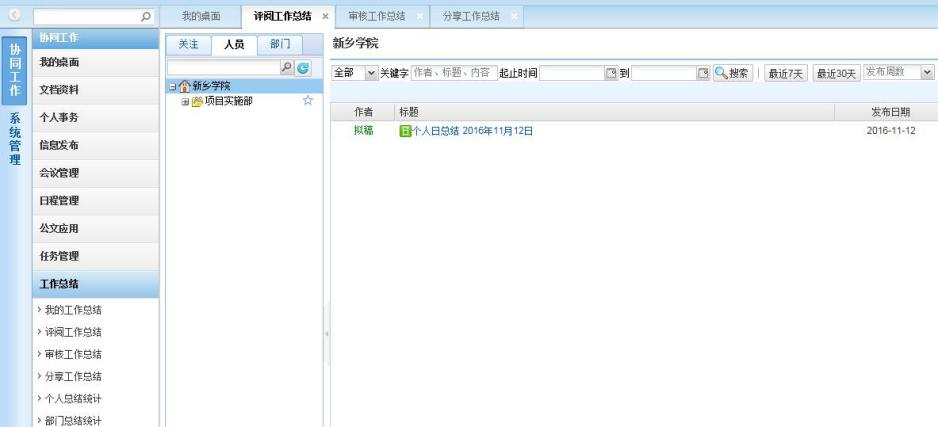 我的桌面
评阅工作总结
审核工作总结
分享工作总结
协同工作
系统管理
协同工作
我的桌面
文档资料
个人事务
信息发布
会议管理
日程管理
公文应用
任务管理
工作总结
我的工作总结
评阅工作总结
审核工作总结
分享工作总结
个人总结统计
部门总结统计
关注 人员 部门
新乡学院
项目实施部
新乡学院
全部 关键字 作者、标题、内容 起止时间 到 搜索 最近7天 最近30天 发布周数
作者 标题 发布日期
拟稿 日 个人日总结 2016年11月12日 2016-11-12